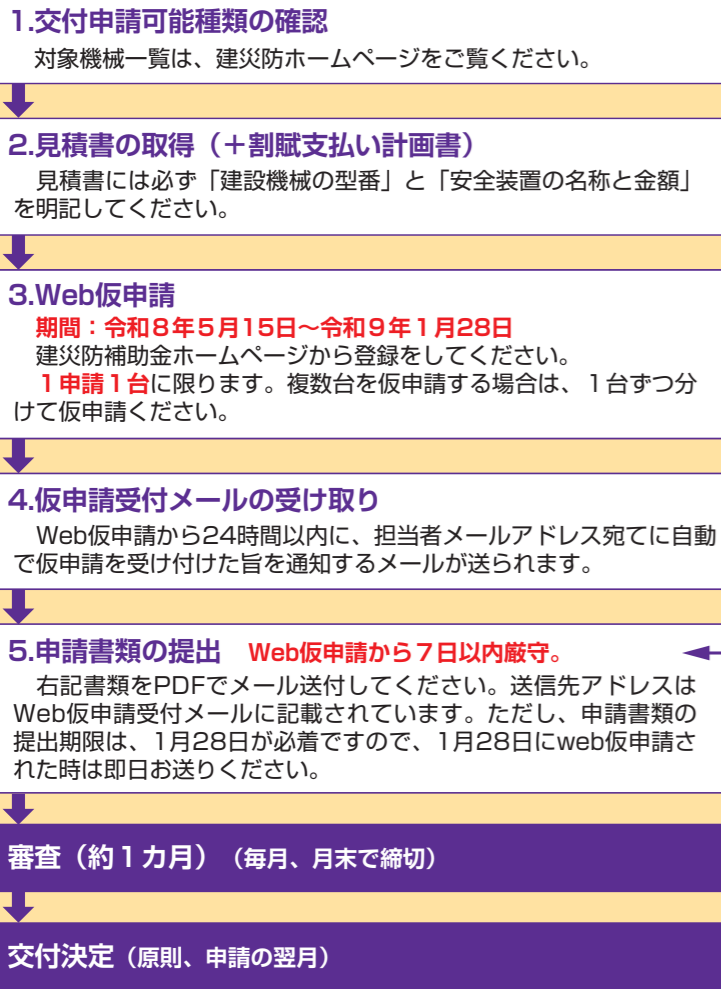 1.交付申請可能種類の確認
対象機械一覧は、建災防ホームページをご覧ください。
2.見積書の取得（＋割賦支払い計画書）
見積書には必ず「建設機械の型番」と「安全装置の名称と金額」
を明記してください。
3.Web仮申請
期間：令和８年５月15日～令和９年１月28日
建災防補助金ホームページから登録をしてください。
１申請１台に限ります。複数台を仮申請する場合は、１台ずつ分
けて仮申請ください。
4.仮申請受付メールの受け取り
Web仮申請から24時間以内に、担当者メールアドレス宛てに自動
で仮申請を受け付けた旨を通知するメールが送られます。
5.申請書類の提出　Web仮申請から７日以内厳守。
右記書類をPDFでメール送付してください。送信先アドレスは
Web仮申請受付メールに記載されています。ただし、申請書類の
提出期限は、1月28日が必着ですので、1月28日にweb仮申請さ
れた時は即日お送りください。
審査（約１カ月）（毎月、月末で締切）
交付決定（原則、申請の翌月）